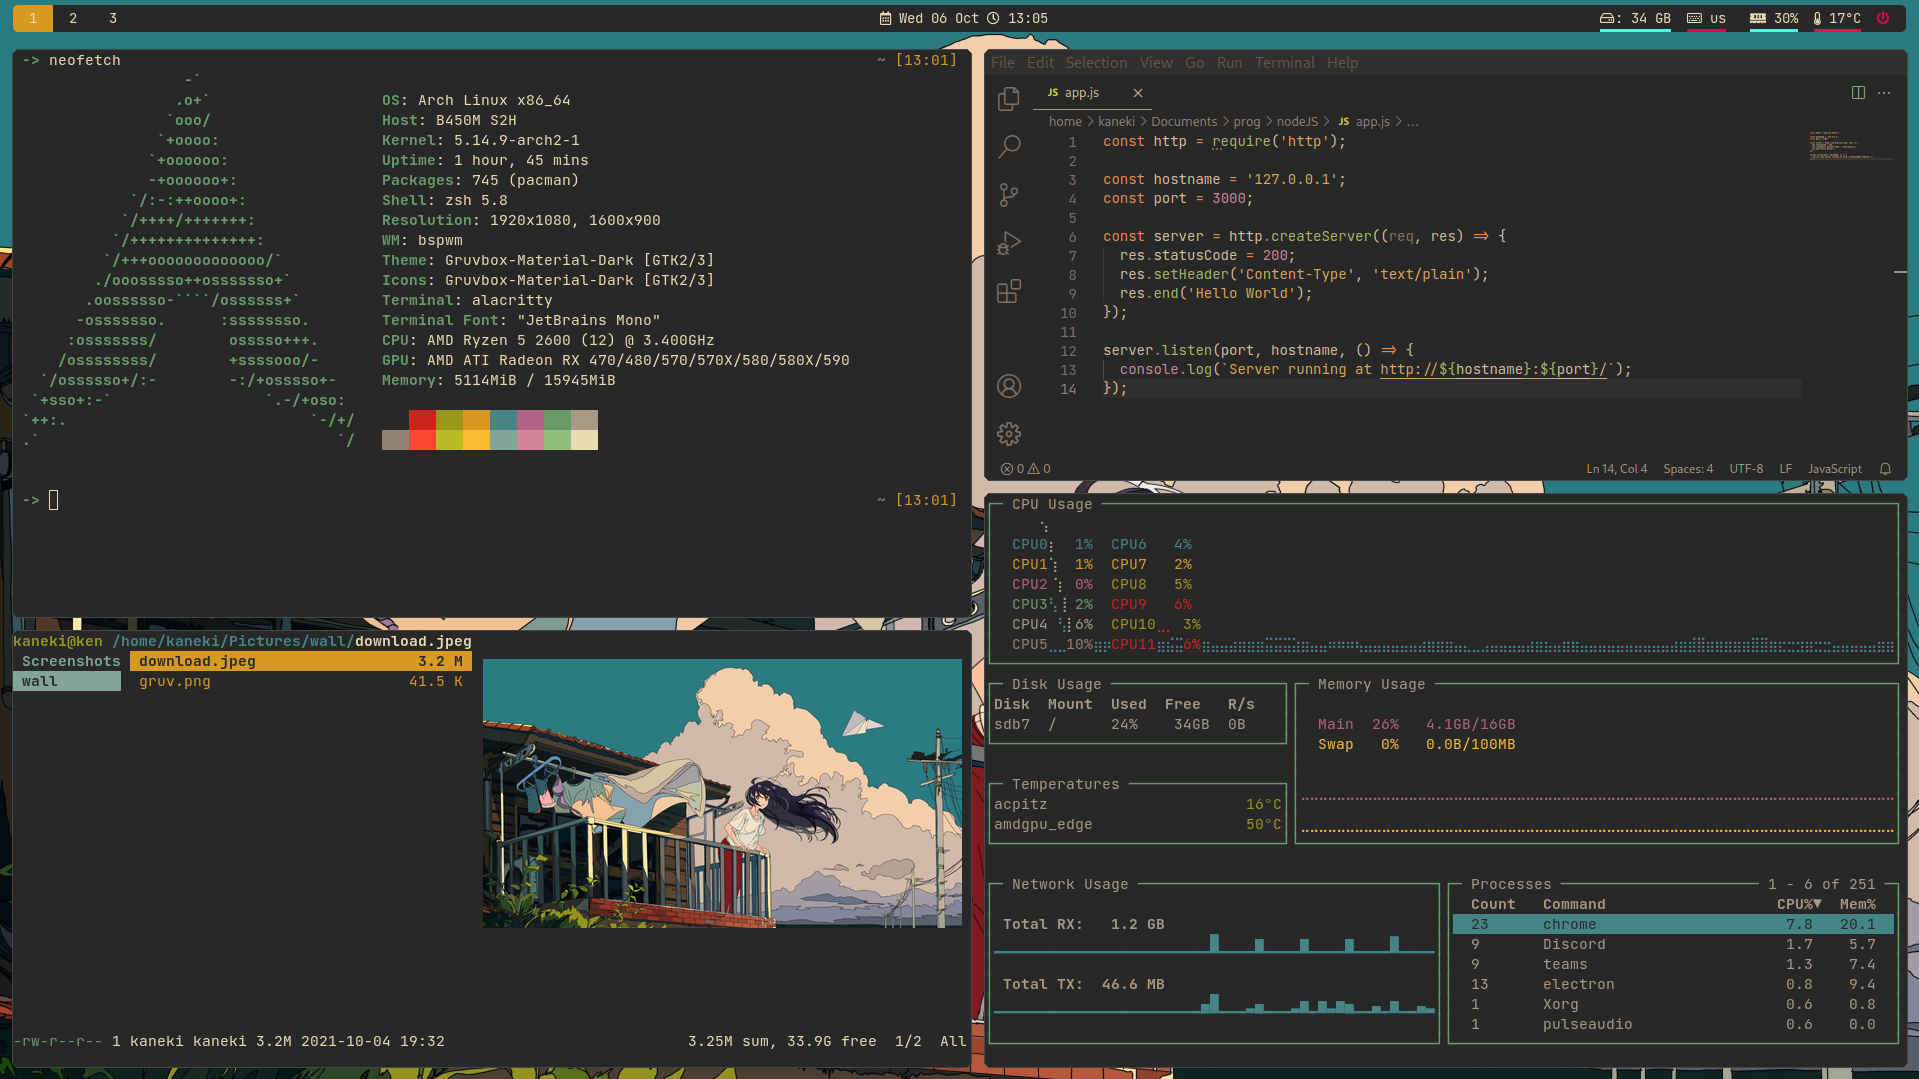 1 2 3 Wed 06 Oct 13:05 : 34 GB us 30% 17°C
-> neofetch ~ [13:01]
-`
.o+`
`ooo/
`+oooo:
`+oooooo:
-+oooooo+:
`/:-:++oooo+:
`/++++/+++++++:
`/++++++++++++++:
`/+++ooooooooooooo/`
./ooosssso++osssssso+`
.oossssso-````/ossssss+`
-osssssso. :ssssssso.
:osssssss/ osssso+++.
/ossssssss/ +ssssooo/-
`/ossssso+/:- -:/+osssso+-
`+sso+:-` `.-/+oso:
`++:. `-/+/
.` `/
OS: Arch Linux x86_64
Host: B450M S2H
Kernel: 5.14.9-arch2-1
Uptime: 1 hour, 45 mins
Packages: 745 (pacman)
Shell: zsh 5.8
Resolution: 1920x1080, 1600x900
WM: bspwm
Theme: Gruvbox-Material-Dark [GTK2/3]
Icons: Gruvbox-Material-Dark [GTK2/3]
Terminal: alacritty
Terminal Font: "JetBrains Mono"
CPU: AMD Ryzen 5 2600 (12) @ 3.400GHz
GPU: AMD ATI Radeon RX 470/480/570/570X/580/580X/590
Memory: 5114MiB / 15945MiB
-> ~ [13:01]
File Edit Selection View Go Run Terminal Help
JS app.js ×
home > kaneki > Documents > prog > nodeJS > JS app.js > ...
1 const http = require('http');
2
3 const hostname = '127.0.0.1';
4 const port = 3000;
5
6 const server = http.createServer((req, res) => {
7 res.statusCode = 200;
8 res.setHeader('Content-Type', 'text/plain');
9 res.end('Hello World');
10 });
11
12 server.listen(port, hostname, () => {
13 console.log(`Server running at http://${hostname}:${port}/`);
14 });
0 0 Ln 14, Col 4 Spaces: 4 UTF-8 LF JavaScript
kaneki@ken /home/kaneki/Pictures/wall/download.jpeg
Screenshots download.jpeg 3.2 M
wall gruv.png 41.5 K
-rw-r--r-- 1 kaneki kaneki 3.2M 2021-10-04 19:32 3.25M sum, 33.9G free 1/2 All
CPU Usage
CPU0 1% CPU6 4%
CPU1 1% CPU7 2%
CPU2 0% CPU8 5%
CPU3 2% CPU9 6%
CPU4 6% CPU10 3%
CPU5 10% CPU11 6%
Disk Usage
Disk Mount Used Free R/s
sdb7 / 24% 34GB 0B
Memory Usage
Main 26% 4.1GB/16GB
Swap 0% 0.0B/100MB
Temperatures
acpitz 16°C
amdgpu_edge 50°C
Network Usage
Total RX: 1.2 GB
Total TX: 46.6 MB
Processes 1 - 6 of 251
Count Command CPU%▼ Mem%
23 chrome 7.8 20.1
9 Discord 1.7 5.7
9 teams 1.3 7.4
13 electron 0.8 9.4
1 Xorg 0.6 0.8
1 pulseaudio 0.6 0.0